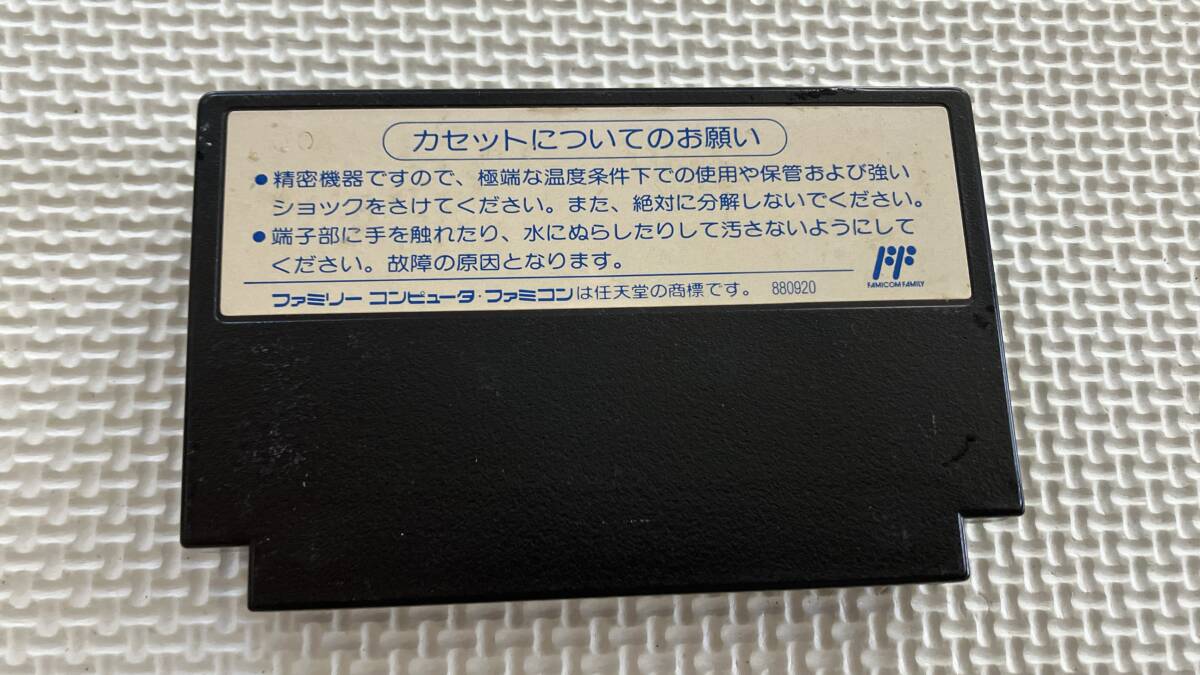 カセットについてのお願い
●精密機器ですので、極端な温度条件下での使用や保管および強い
ショックをさけてください。また、絶対に分解しないでください。
●端子部に手を触れたり、水にぬらしたりして汚さないようにして
ください。故障の原因となります。
FF
FAMICOM FAMILY
ファミリー コンピュータ・ファミコンは任天堂の商標です。 880920